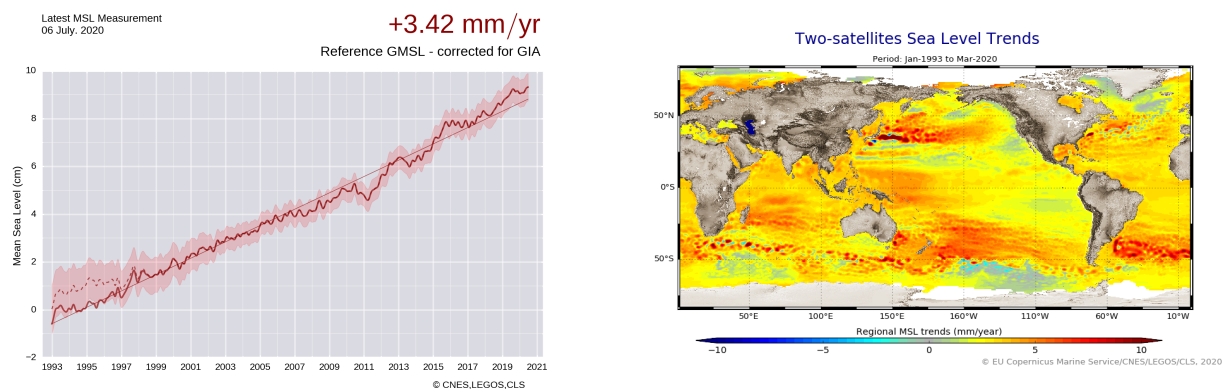 Latest MSL Measurement
06 July. 2020
+3.42 mm/yr
Reference GMSL - corrected for GIA
Mean Sea Level (cm)
10
8
6
4
2
0
−2
1993 1995 1997 1999 2001 2003 2005 2007 2009 2011 2013 2015 2017 2019 2021
© CNES,LEGOS,CLS
Two-satellites Sea Level Trends
Period: Jan-1993 to Mar-2020
50°N
0°S
50°S
50°E 100°E 150°E 160°W 110°W 60°W 10°W
Regional MSL trends (mm/year)
−10 −5 0 5 10
© EU Copernicus Marine Service/CNES/LEGOS/CLS, 2020